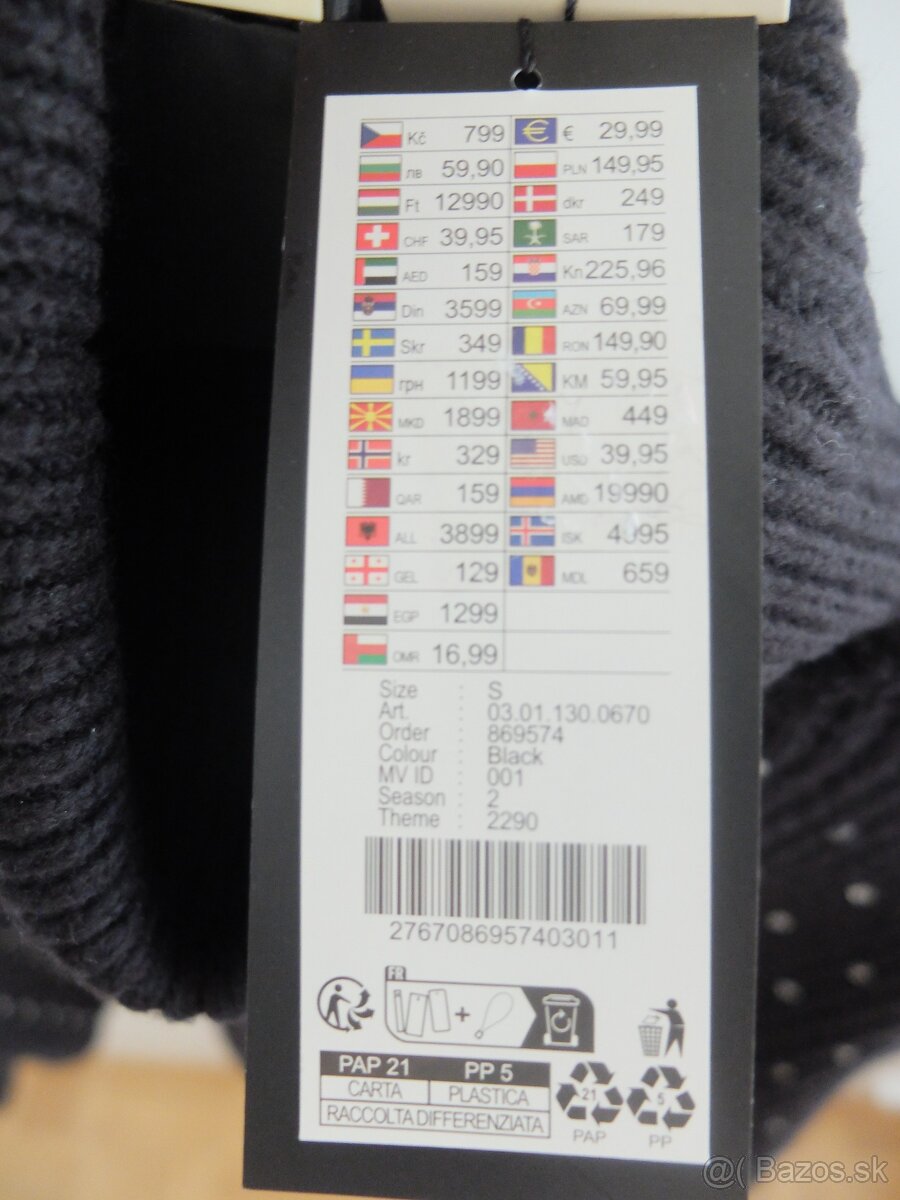 Kč 799 € 29,99
лв 59,90 PLN 149,95
Ft 12990 dkr 249
CHF 39,95 SAR 179
AED 159 Kn 225,96
Din 3599 AZN 69,99
Skr 349 RON 149,90
грн 1199 KM 59,95
MKD 1899 MAD 449
kr 329 USD 39,95
QAR 159 AMD 19990
ALL 3899 ISK
GEL 129 MDL 659
EGP 1299
OMR 16,99
Size : S
Art. : 03.01.130.0670
Order : 869574
Colour : Black
MV ID : 001
Season : 2
Theme : 2290
2767086957403011
FR
+
PAP 21 PP 5
CARTA PLASTICA
RACCOLTA DIFFERENZIATA
21 5
PAP PP
@( Bazos.sk